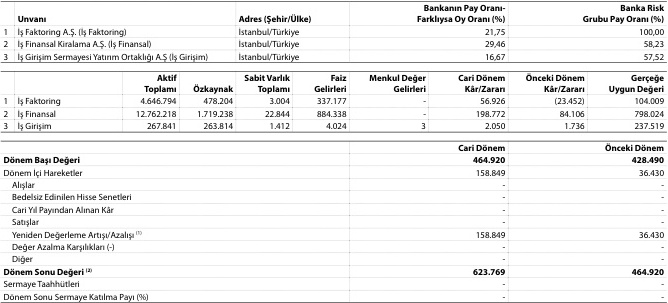 Unvanı Adres (Şehir/Ülke) Bankanın Pay Oranı-Farklıysa Oy Oranı (%) Banka Risk Grubu Pay Oranı (%)
1 İş Faktoring A.Ş. (İş Faktoring) İstanbul/Türkiye 21,75 100,00
2 İş Finansal Kiralama A.Ş. (İş Finansal) İstanbul/Türkiye 29,46 58,23
3 İş Girişim Sermayesi Yatırım Ortaklığı A.Ş (İş Girişim) İstanbul/Türkiye 16,67 57,52
Aktif Toplamı Özkaynak Sabit Varlık Toplamı Faiz Gelirleri Menkul Değer Gelirleri Cari Dönem Kâr/Zararı Önceki Dönem Kâr/Zararı Gerçeğe Uygun Değeri
1 İş Faktoring 4.646.794 478.204 3.004 337.177 - 56.926 (23.452) 104.009
2 İş Finansal 12.762.218 1.719.238 22.844 884.338 - 198.772 84.106 798.024
3 İş Girişim 267.841 263.814 1.412 4.024 3 2.050 1.736 237.519
Cari Dönem Önceki Dönem
Dönem Başı Değeri 464.920 428.490
Dönem İçi Hareketler 158.849 36.430
Alışlar - -
Bedelsiz Edinilen Hisse Senetleri - -
Cari Yıl Payından Alınan Kâr - -
Satışlar - -
Yeniden Değerleme Artışı/Azalışı (1) 158.849 36.430
Değer Azalma Karşılıkları (-) - -
Diğer - -
Dönem Sonu Değeri (2) 623.769 464.920
Sermaye Taahhütleri - -
Dönem Sonu Sermaye Katılma Payı (%) - -